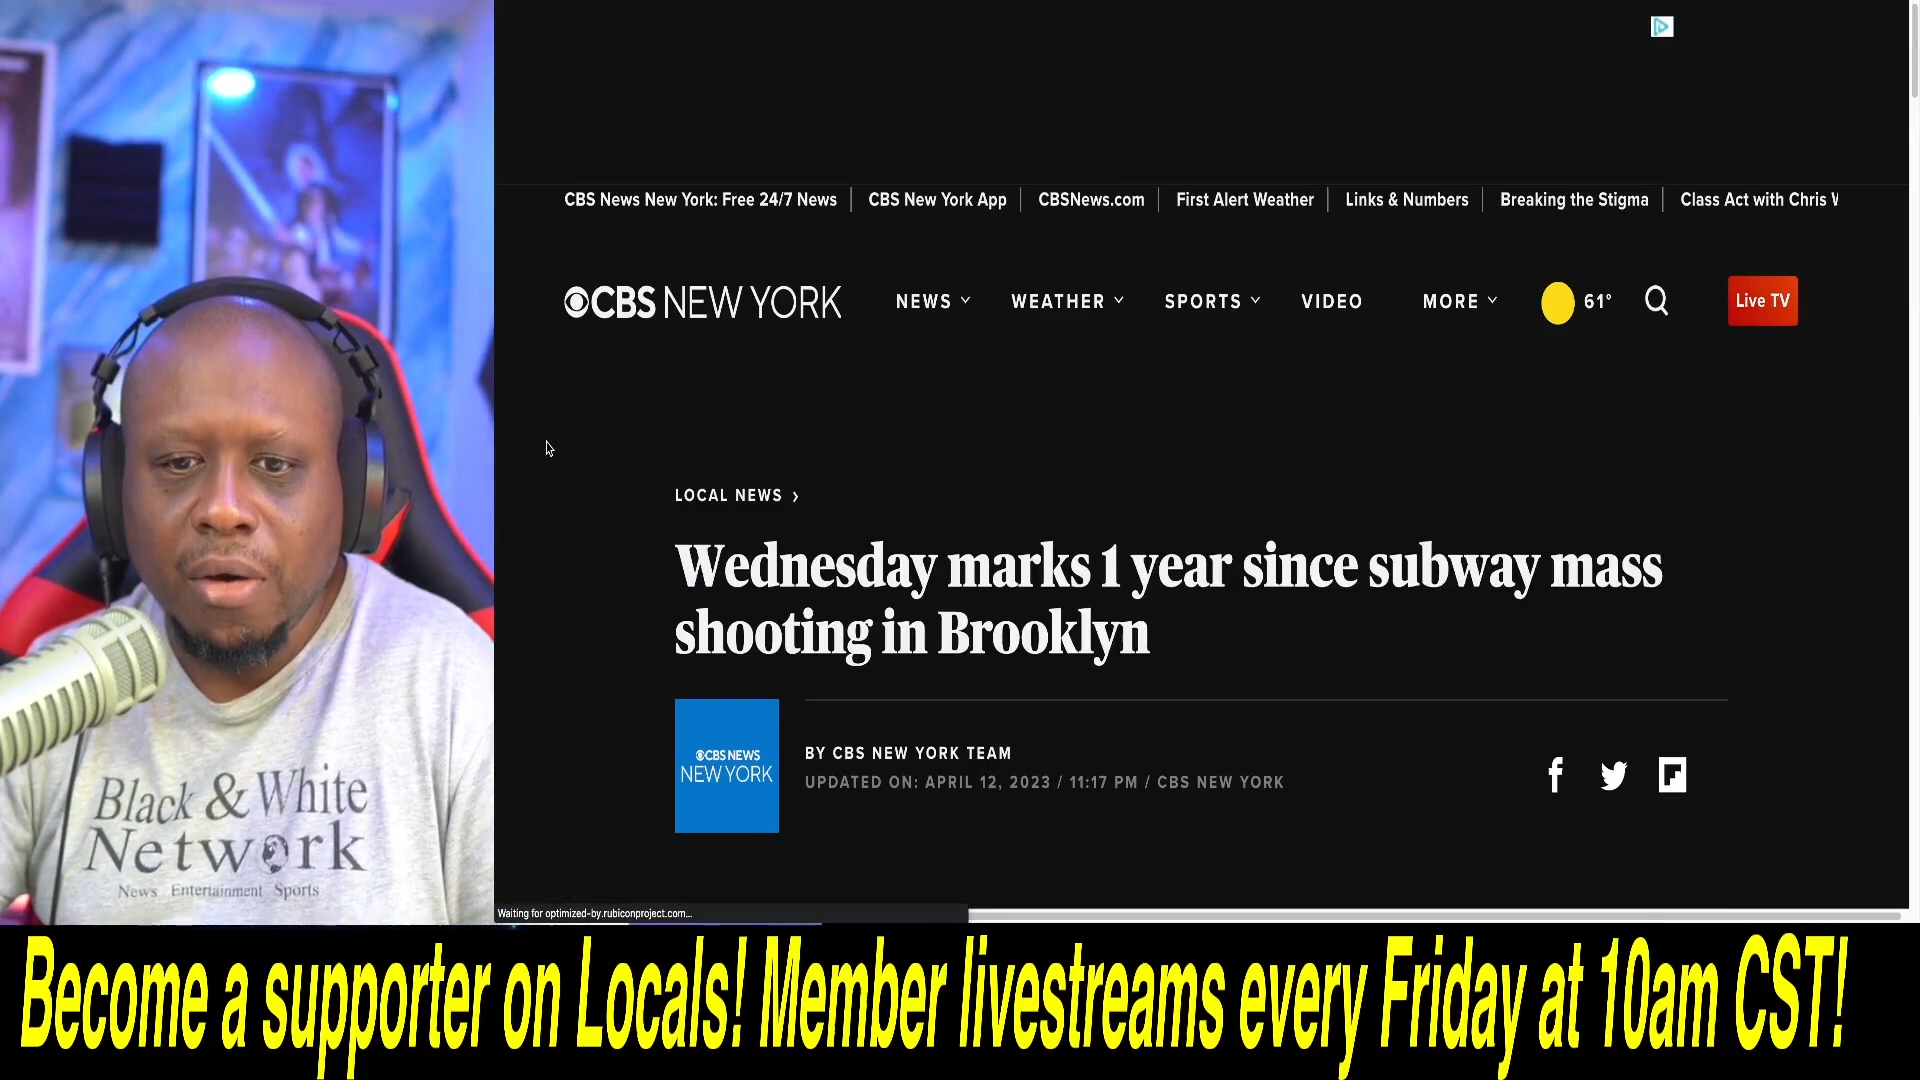 CBS News New York: Free 24/7 News
CBS New York App
CBSNews.com
First Alert Weather
Links & Numbers
Breaking the Stigma
Class Act with Chris
CBS NEW YORK
NEWS
WEATHER
SPORTS
VIDEO
MORE
61°
Live TV
LOCAL NEWS
Wednesday marks 1 year since subway mass
shooting in Brooklyn
CBS NEWS
NEW YORK
BY CBS NEW YORK TEAM
UPDATED ON: APRIL 12, 2023 / 11:17 PM / CBS NEW YORK
Waiting for optimized-by.rubiconproject.com...
Black & White
Network
News Entertainment Sports
Become a supporter on Locals! Member livestreams every Friday at 10am CST!